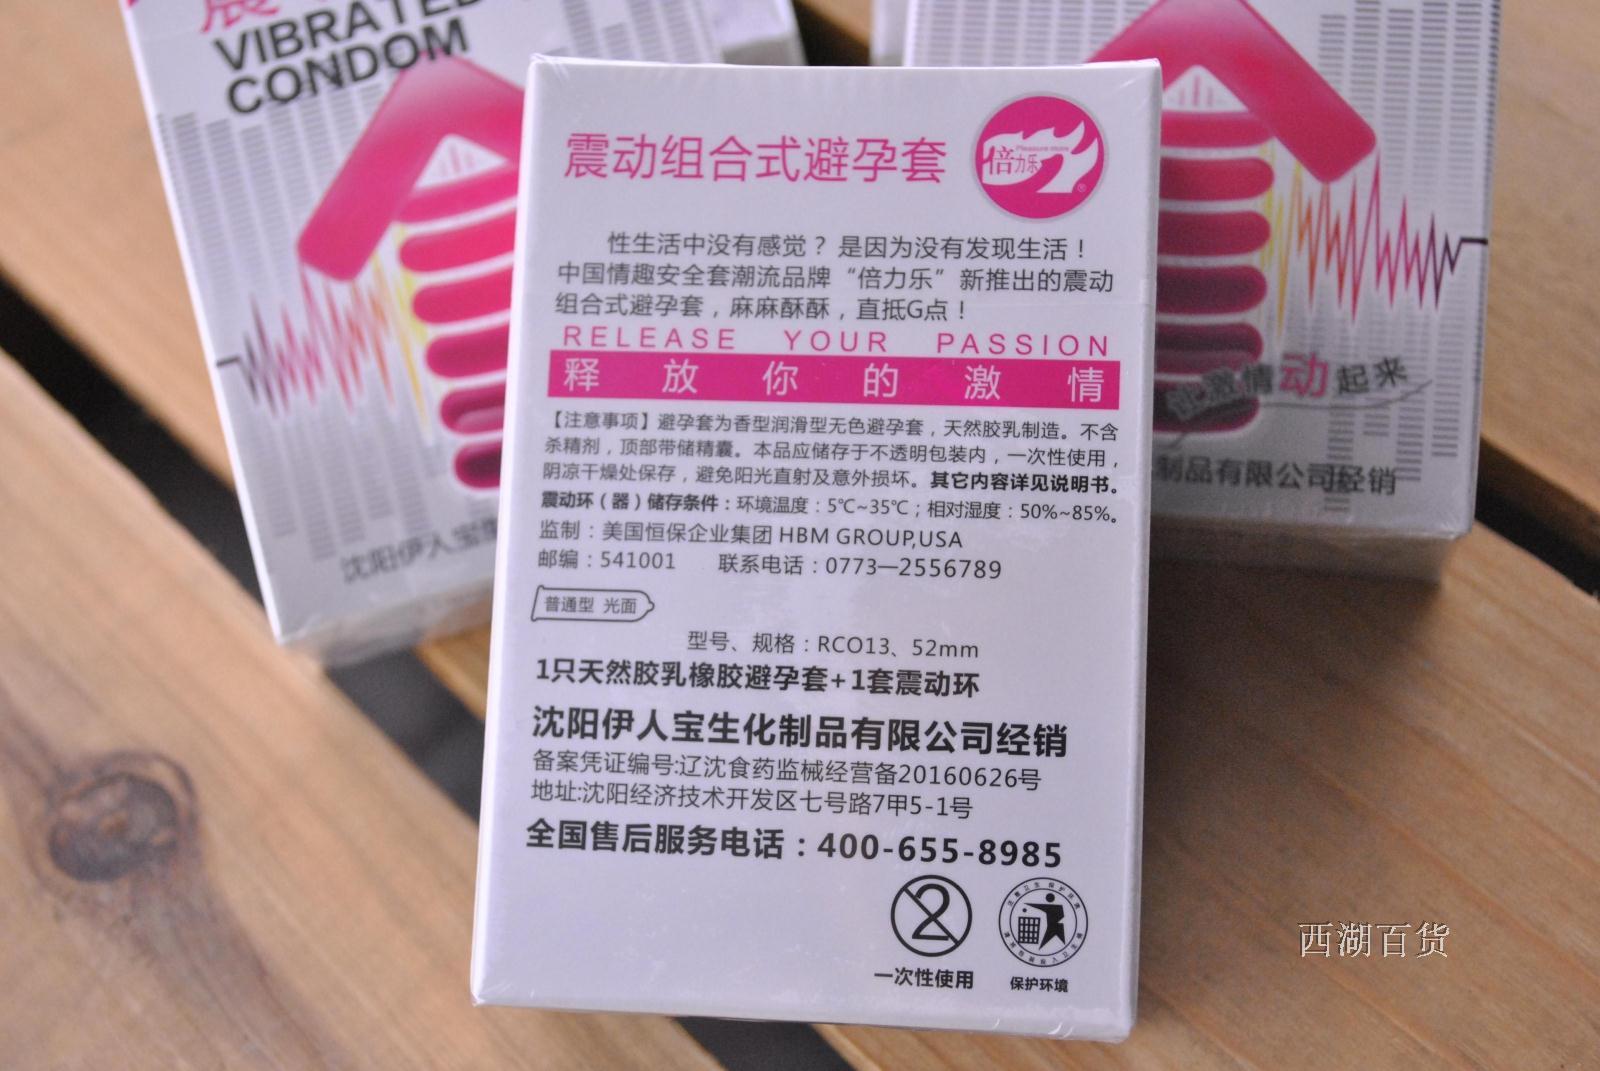 VIBRATED
CONDOM
震动组合式避孕套
倍力乐
Pleasure more
®
性生活中没有感觉？是因为没有发现生活！
中国情趣安全套潮流品牌“倍力乐”新推出的震动
组合式避孕套，麻麻酥酥，直抵G点！
RELEASE YOUR PASSION
释放你的激情
【注意事项】避孕套为香型润滑型无色避孕套，天然胶乳制造。不含
杀精剂，顶部带储精囊。本品应储存于不透明包装内，一次性使用，
阴凉干燥处保存，避免阳光直射及意外损坏。其它内容详见说明书。
震动环（器）储存条件：环境温度：5℃~35℃；相对湿度：50%~85%。
监制：美国恒保企业集团 HBM GROUP,USA
邮编：541001 联系电话：0773—2556789
普通型 光面
型号、规格：RCO13、52mm
1只天然胶乳橡胶避孕套+1套震动环
沈阳伊人宝生化制品有限公司经销
备案凭证编号:辽沈食药监械经营备20160626号
地址:沈阳经济技术开发区七号路7甲5-1号
全国售后服务电话：400-655-8985
2
一次性使用
保护环境
沈阳伊人宝
让激情动起来
制品有限公司经销
西湖百货